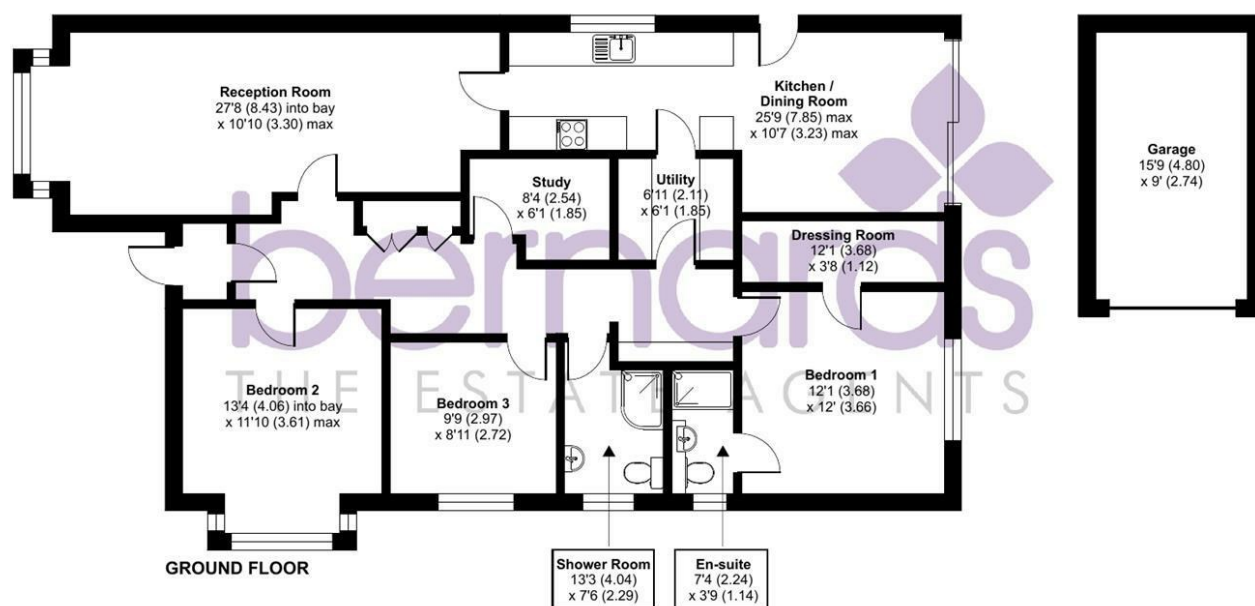 Reception Room
27'8 (8.43) into bay
x 10'10 (3.30) max
Kitchen /
Dining Room
25'9 (7.85) max
x 10'7 (3.23) max
Garage
15'9 (4.80)
x 9' (2.74)
Study
8'4 (2.54)
x 6'1 (1.85)
Utility
6'11 (2.11)
x 6'1 (1.85)
Dressing Room
12'1 (3.68)
x 3'8 (1.12)
bernards
THE ESTATE AGENTS
Bedroom 2
13'4 (4.06) into bay
x 11'10 (3.61) max
Bedroom 3
9'9 (2.97)
x 8'11 (2.72)
Bedroom 1
12'1 (3.68)
x 12' (3.66)
GROUND FLOOR
Shower Room
13'3 (4.04)
x 7'6 (2.29)
En-suite
7'4 (2.24)
x 3'9 (1.14)